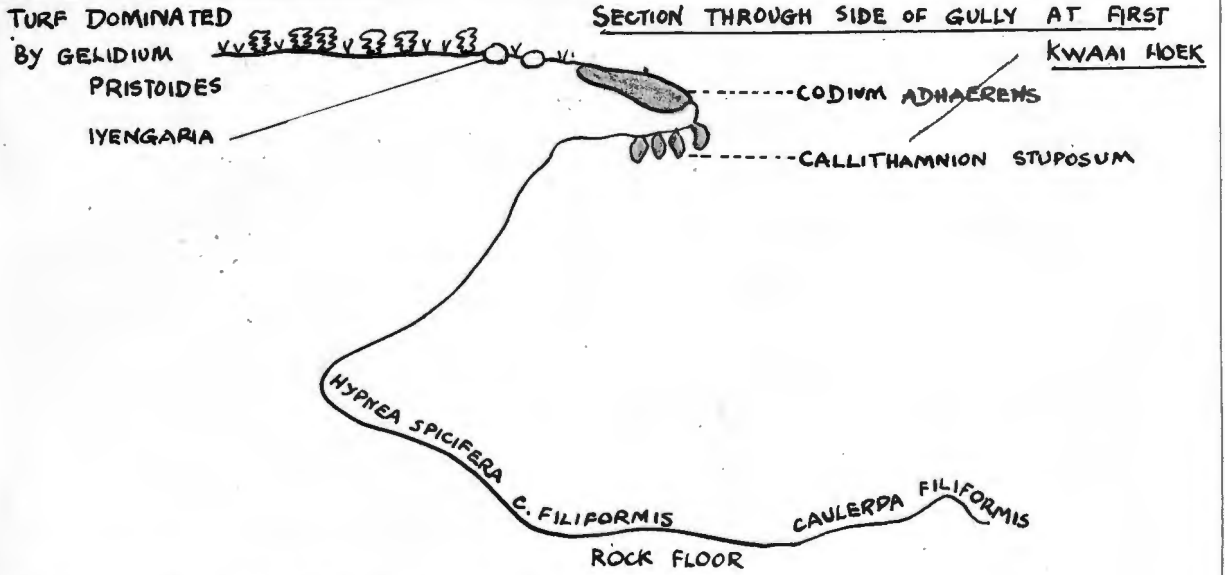 TURF DOMINATED
BY GELIDIUM
PRISTOIDES
IYENGARIA
SECTION THROUGH SIDE OF GULLY AT FIRST
KWAAI HOEK
CODIUM ADHAERENS
CALLITHAMNION STUPOSUM
HYPNEA SPICIFERA
C. FILIFORMIS
CAULERPA FILIFORMIS
ROCK FLOOR